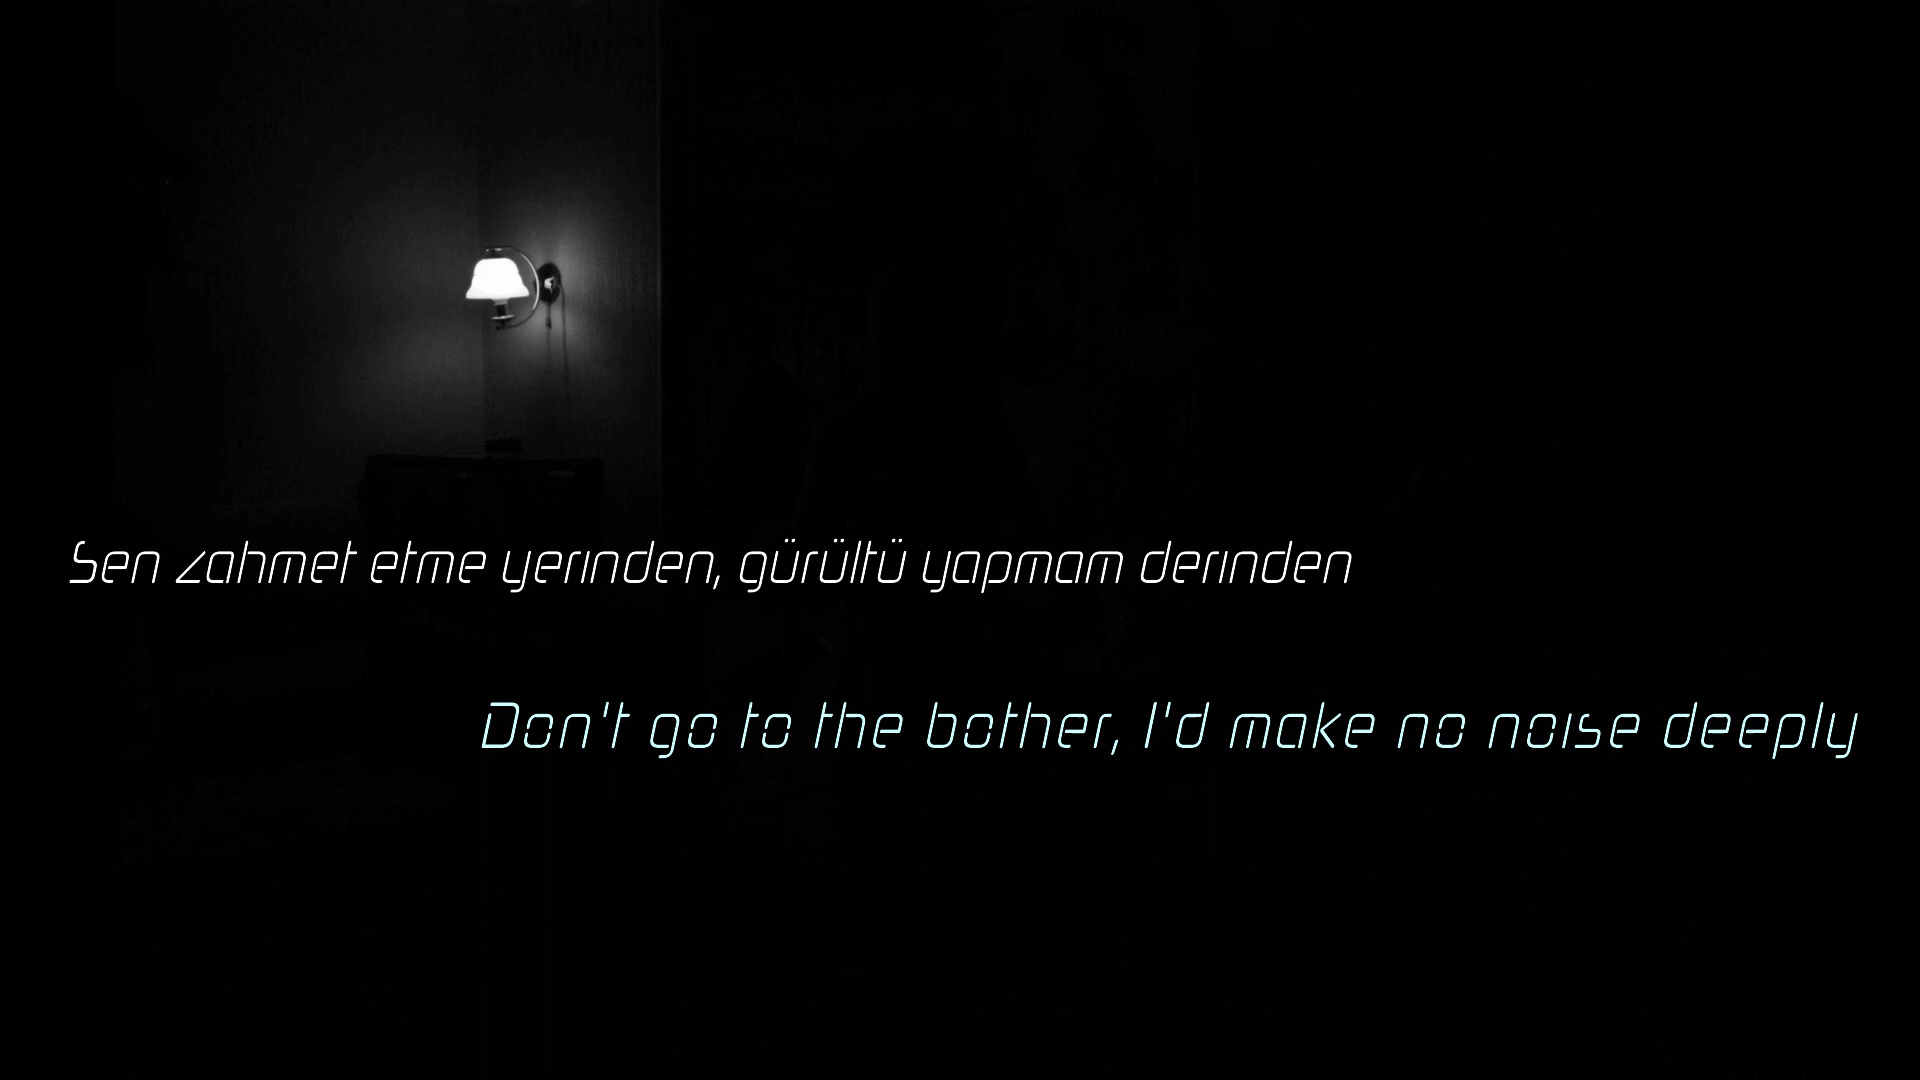 Sen zahmet etme yerinden, gürültü yapmam derinden
Don't go to the bother, I'd make no noise deeply